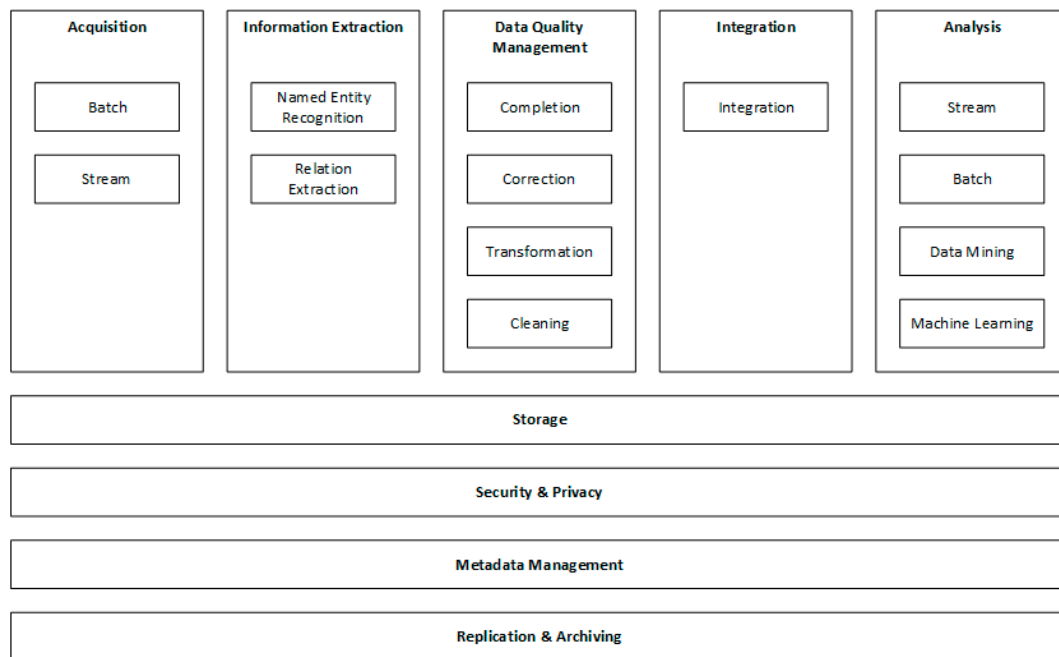 Acquisition
Batch
Stream
Information Extraction
Named Entity
Recognition
Relation
Extraction
Data Quality
Management
Completion
Correction
Transformation
Cleaning
Integration
Integration
Analysis
Stream
Batch
Data Mining
Machine Learning
Storage
Security & Privacy
Metadata Management
Replication & Archiving